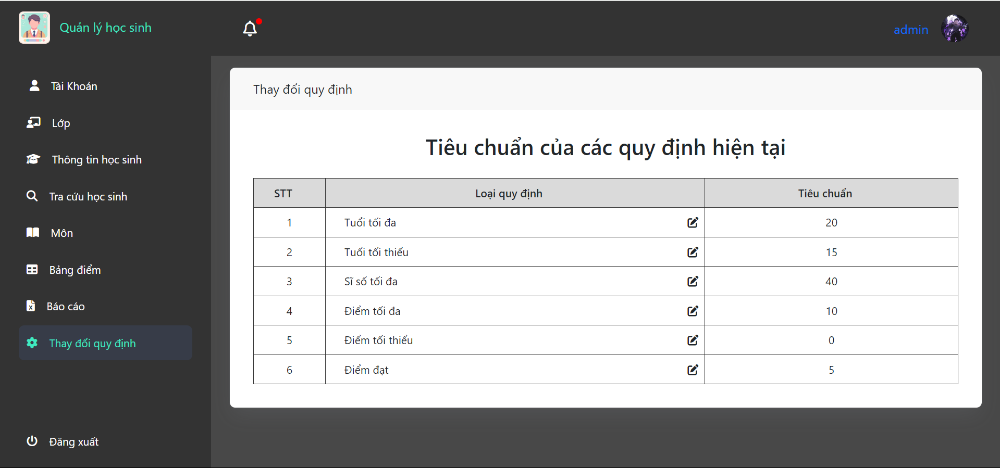 Quản lý học sinh
admin
Tài Khoản
Lớp
Thông tin học sinh
Tra cứu học sinh
Môn
Bảng điểm
Báo cáo
Thay đổi quy định
Đăng xuất
Thay đổi quy định
Tiêu chuẩn của các quy định hiện tại
STT Loại quy định Tiêu chuẩn
1 Tuổi tối đa 20
2 Tuổi tối thiểu 15
3 Sĩ số tối đa 40
4 Điểm tối đa 10
5 Điểm tối thiểu 0
6 Điểm đạt 5